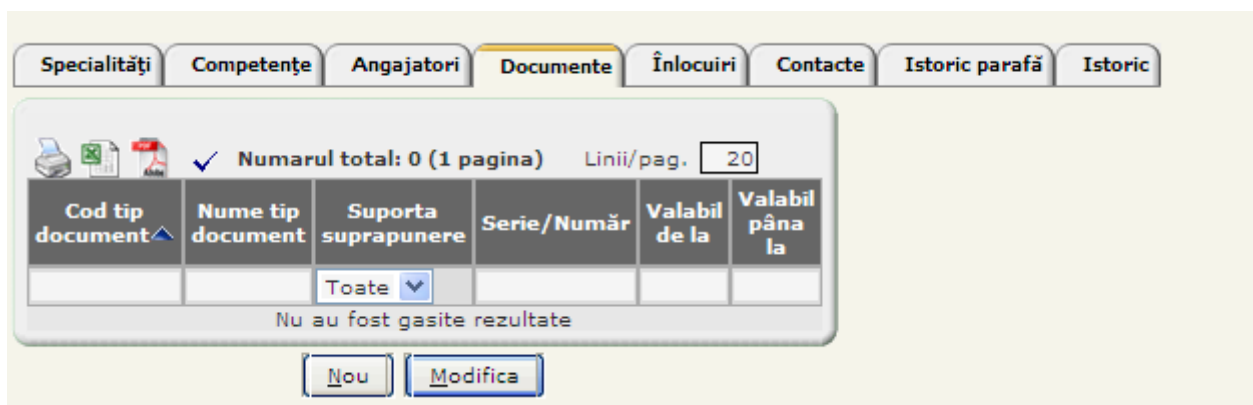 Specialități Competențe Angajatori Documente Înlocuiri Contacte Istoric parafă Istoric
Numarul total: 0 (1 pagina) Linii/pag. 20
Cod tip document Nume tip document Suporta suprapunere Serie/Număr Valabil de la Valabil pâna la
Toate
Nu au fost gasite rezultate
Nou Modifica